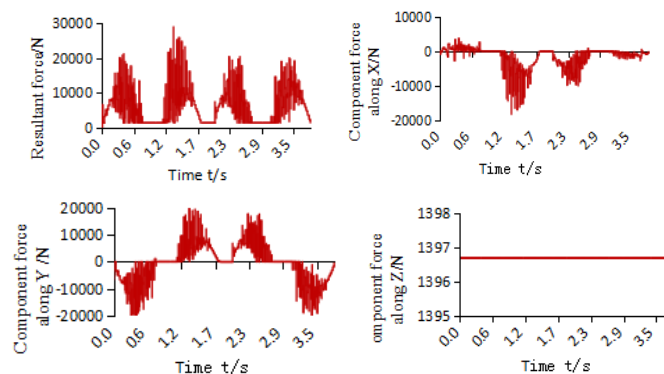 Resultant force/N
30000
20000
10000
0
0.0 0.6 1.2 1.7 2.3 2.9 3.5
Time t/s
Component force
along X/N
10000
0
-10000
-20000
0.0 0.6 1.2 1.7 2.3 2.9 3.5
Time t/s
Component force
along Y /N
20000
10000
0
-10000
-20000
0.0 0.6 1.2 1.7 2.3 2.9 3.5
Time t/s
omponent force
along Z/N
1398
1397
1396
1395
0.0 0.6 1.2 1.7 2.3 2.9 3.5
Time t/s